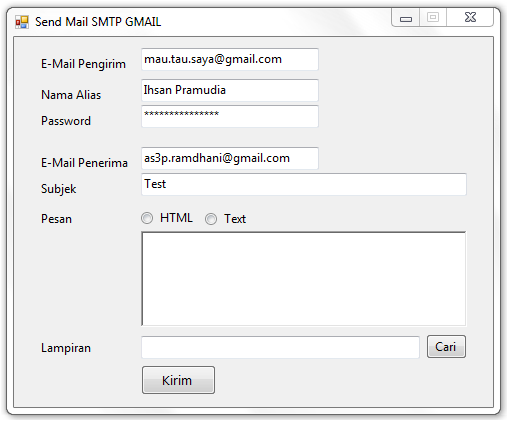 Send Mail SMTP GMAIL
E-Mail Pengirim mau.tau.saya@gmail.com
Nama Alias Ihsan Pramudia
Password ***************
E-Mail Penerima as3p.ramdhani@gmail.com
Subjek Test
Pesan HTML Text
Lampiran Cari
Kirim